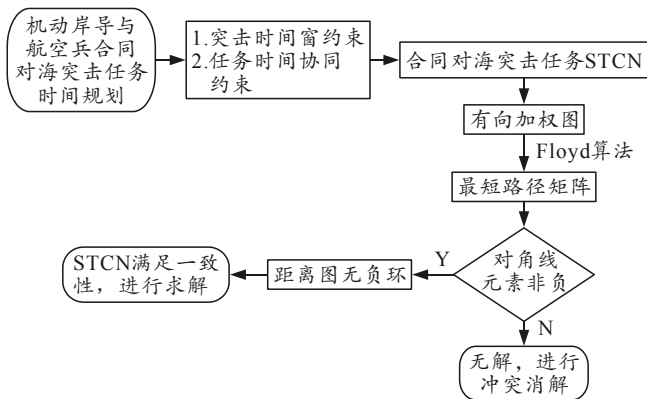 机动岸导与
航空兵合同
对海突击任务
时间规划
1.突击时间窗约束
2.任务时间协同
约束
合同对海突击任务STCN
有向加权图
Floyd算法
最短路径矩阵
对角线
元素非负
Y
距离图无负环
STCN满足一致
性，进行求解
N
无解，进行
冲突消解